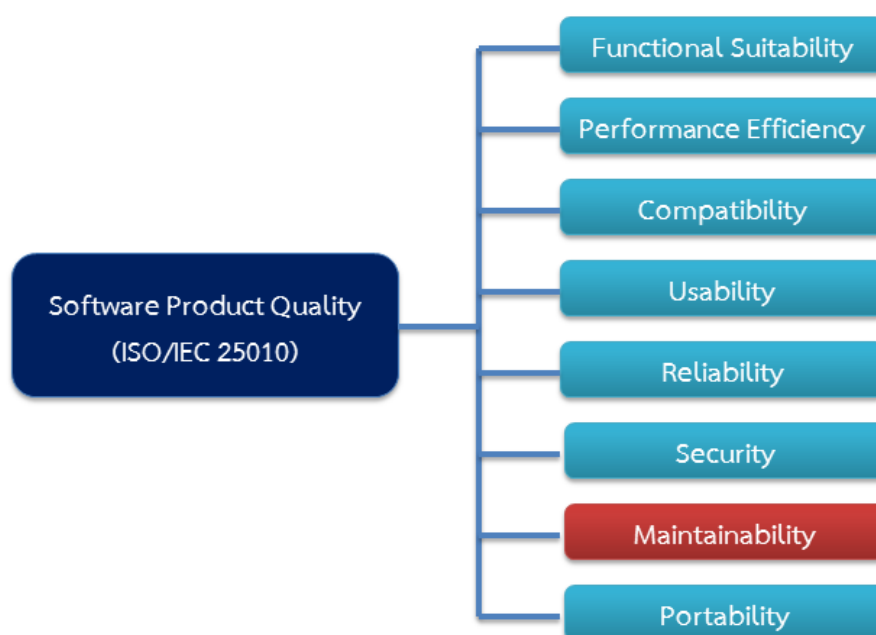 Functional Suitability
Performance Efficiency
Compatibility
Usability
Software Product Quality
(ISO/IEC 25010)
Reliability
Security
Maintainability
Portability